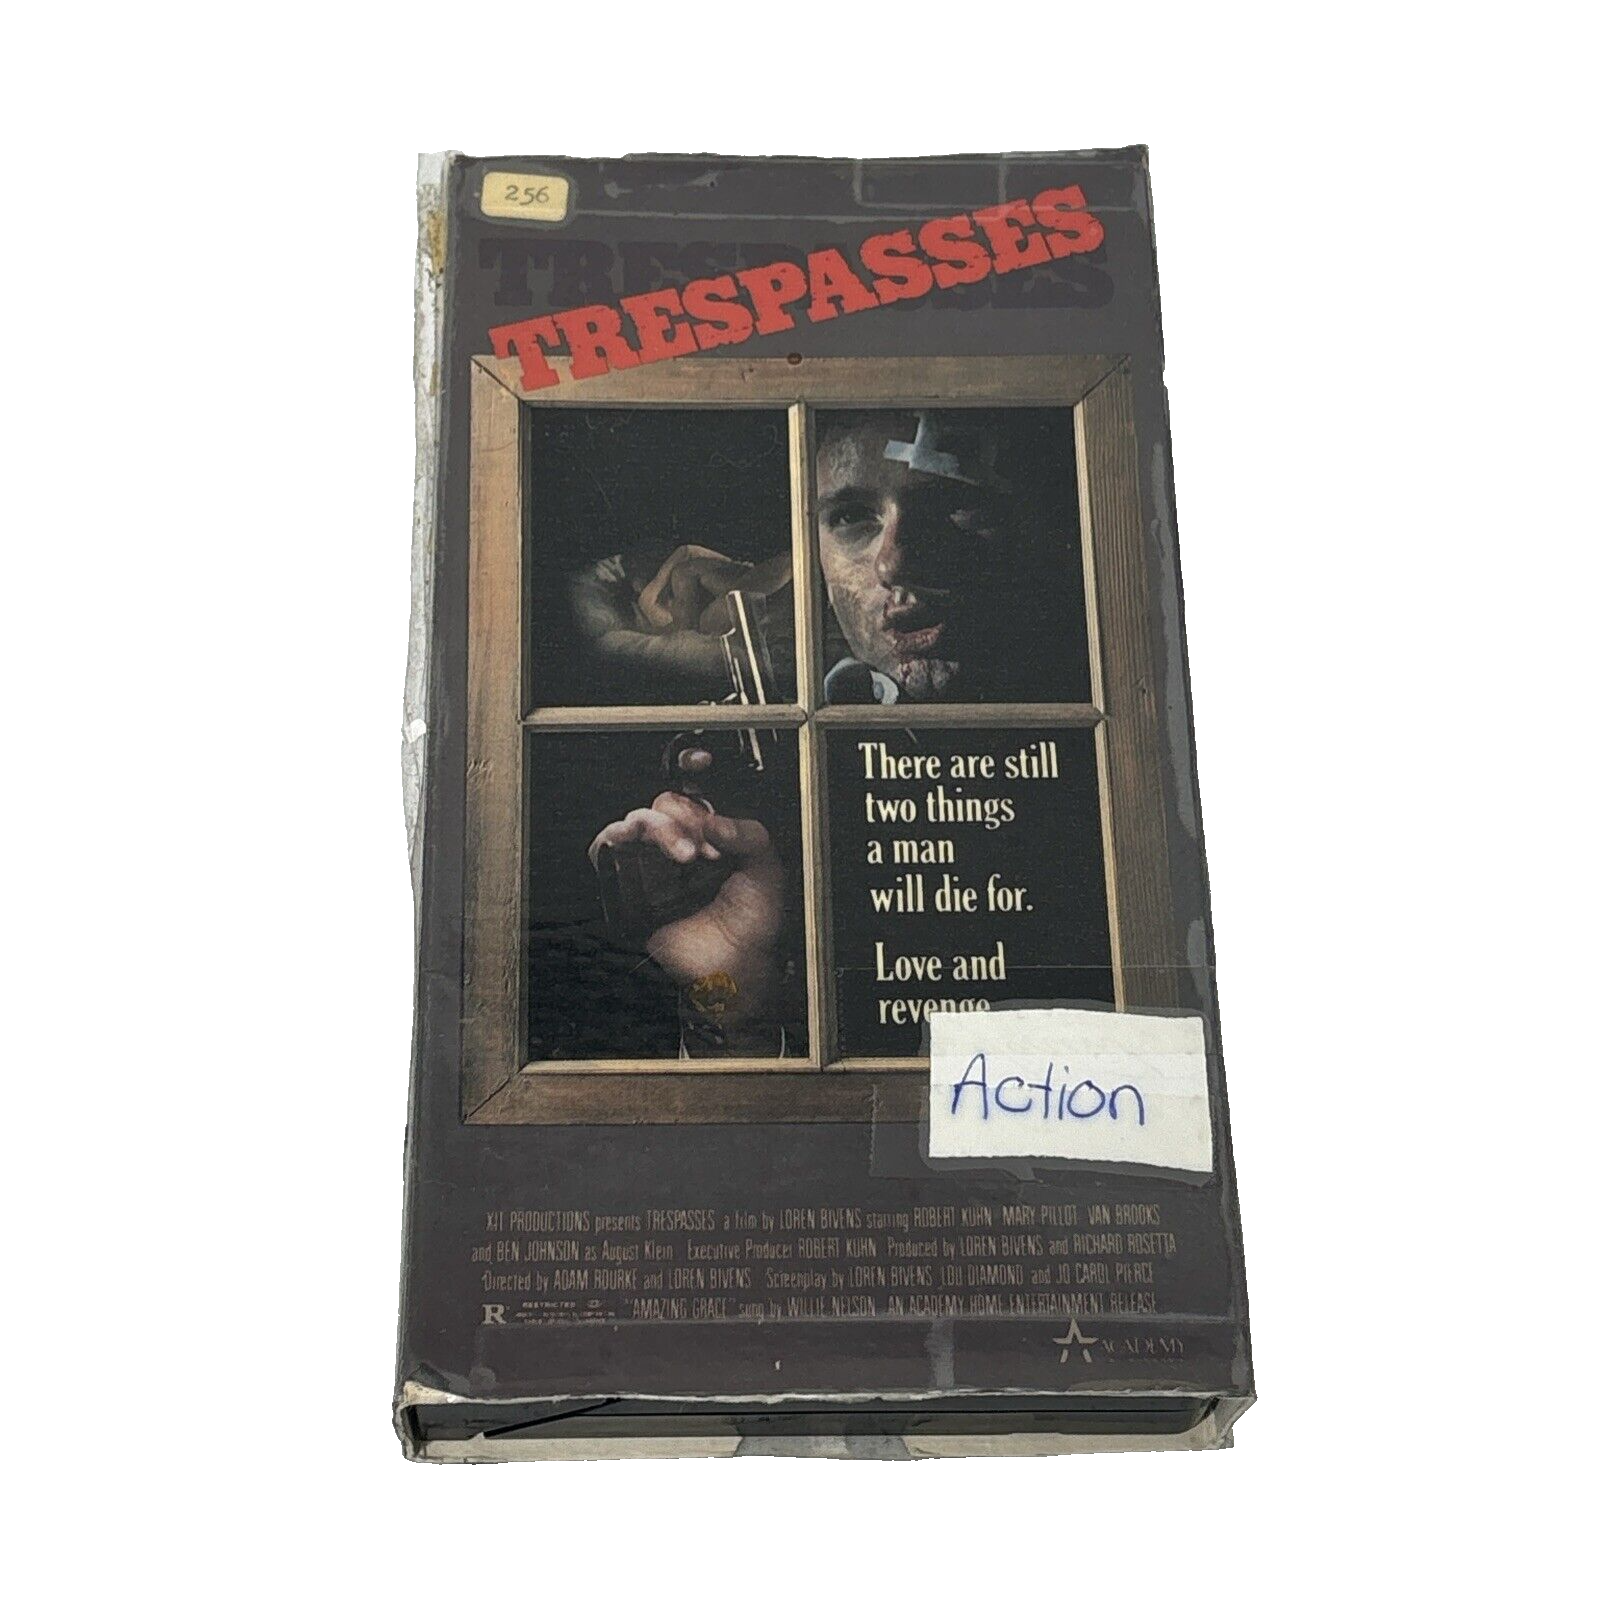 256
TRESPASSES
TRESPASSES
There are still
two things
a man
will die for.
Love and
revenge
Action
XIT PRODUCTIONS presents TRESPASSES a film by LOREN BIVENS starring ROBERT KUHN MARY PILLOT VAN BROOKS
and BEN JOHNSON as August Klein Executive Producer ROBERT KUHN Produced by LOREN BIVENS and RICHARD ROSETTA
Directed by ADAM ROURKE and LOREN BIVENS Screenplay by LOREN BIVENS LOU DIAMOND and JO CAROL PIERCE
R RESTRICTED "AMAZING GRACE" sung by WILLIE NELSON AN ACADEMY HOME ENTERTAINMENT RELEASE
ACADEMY